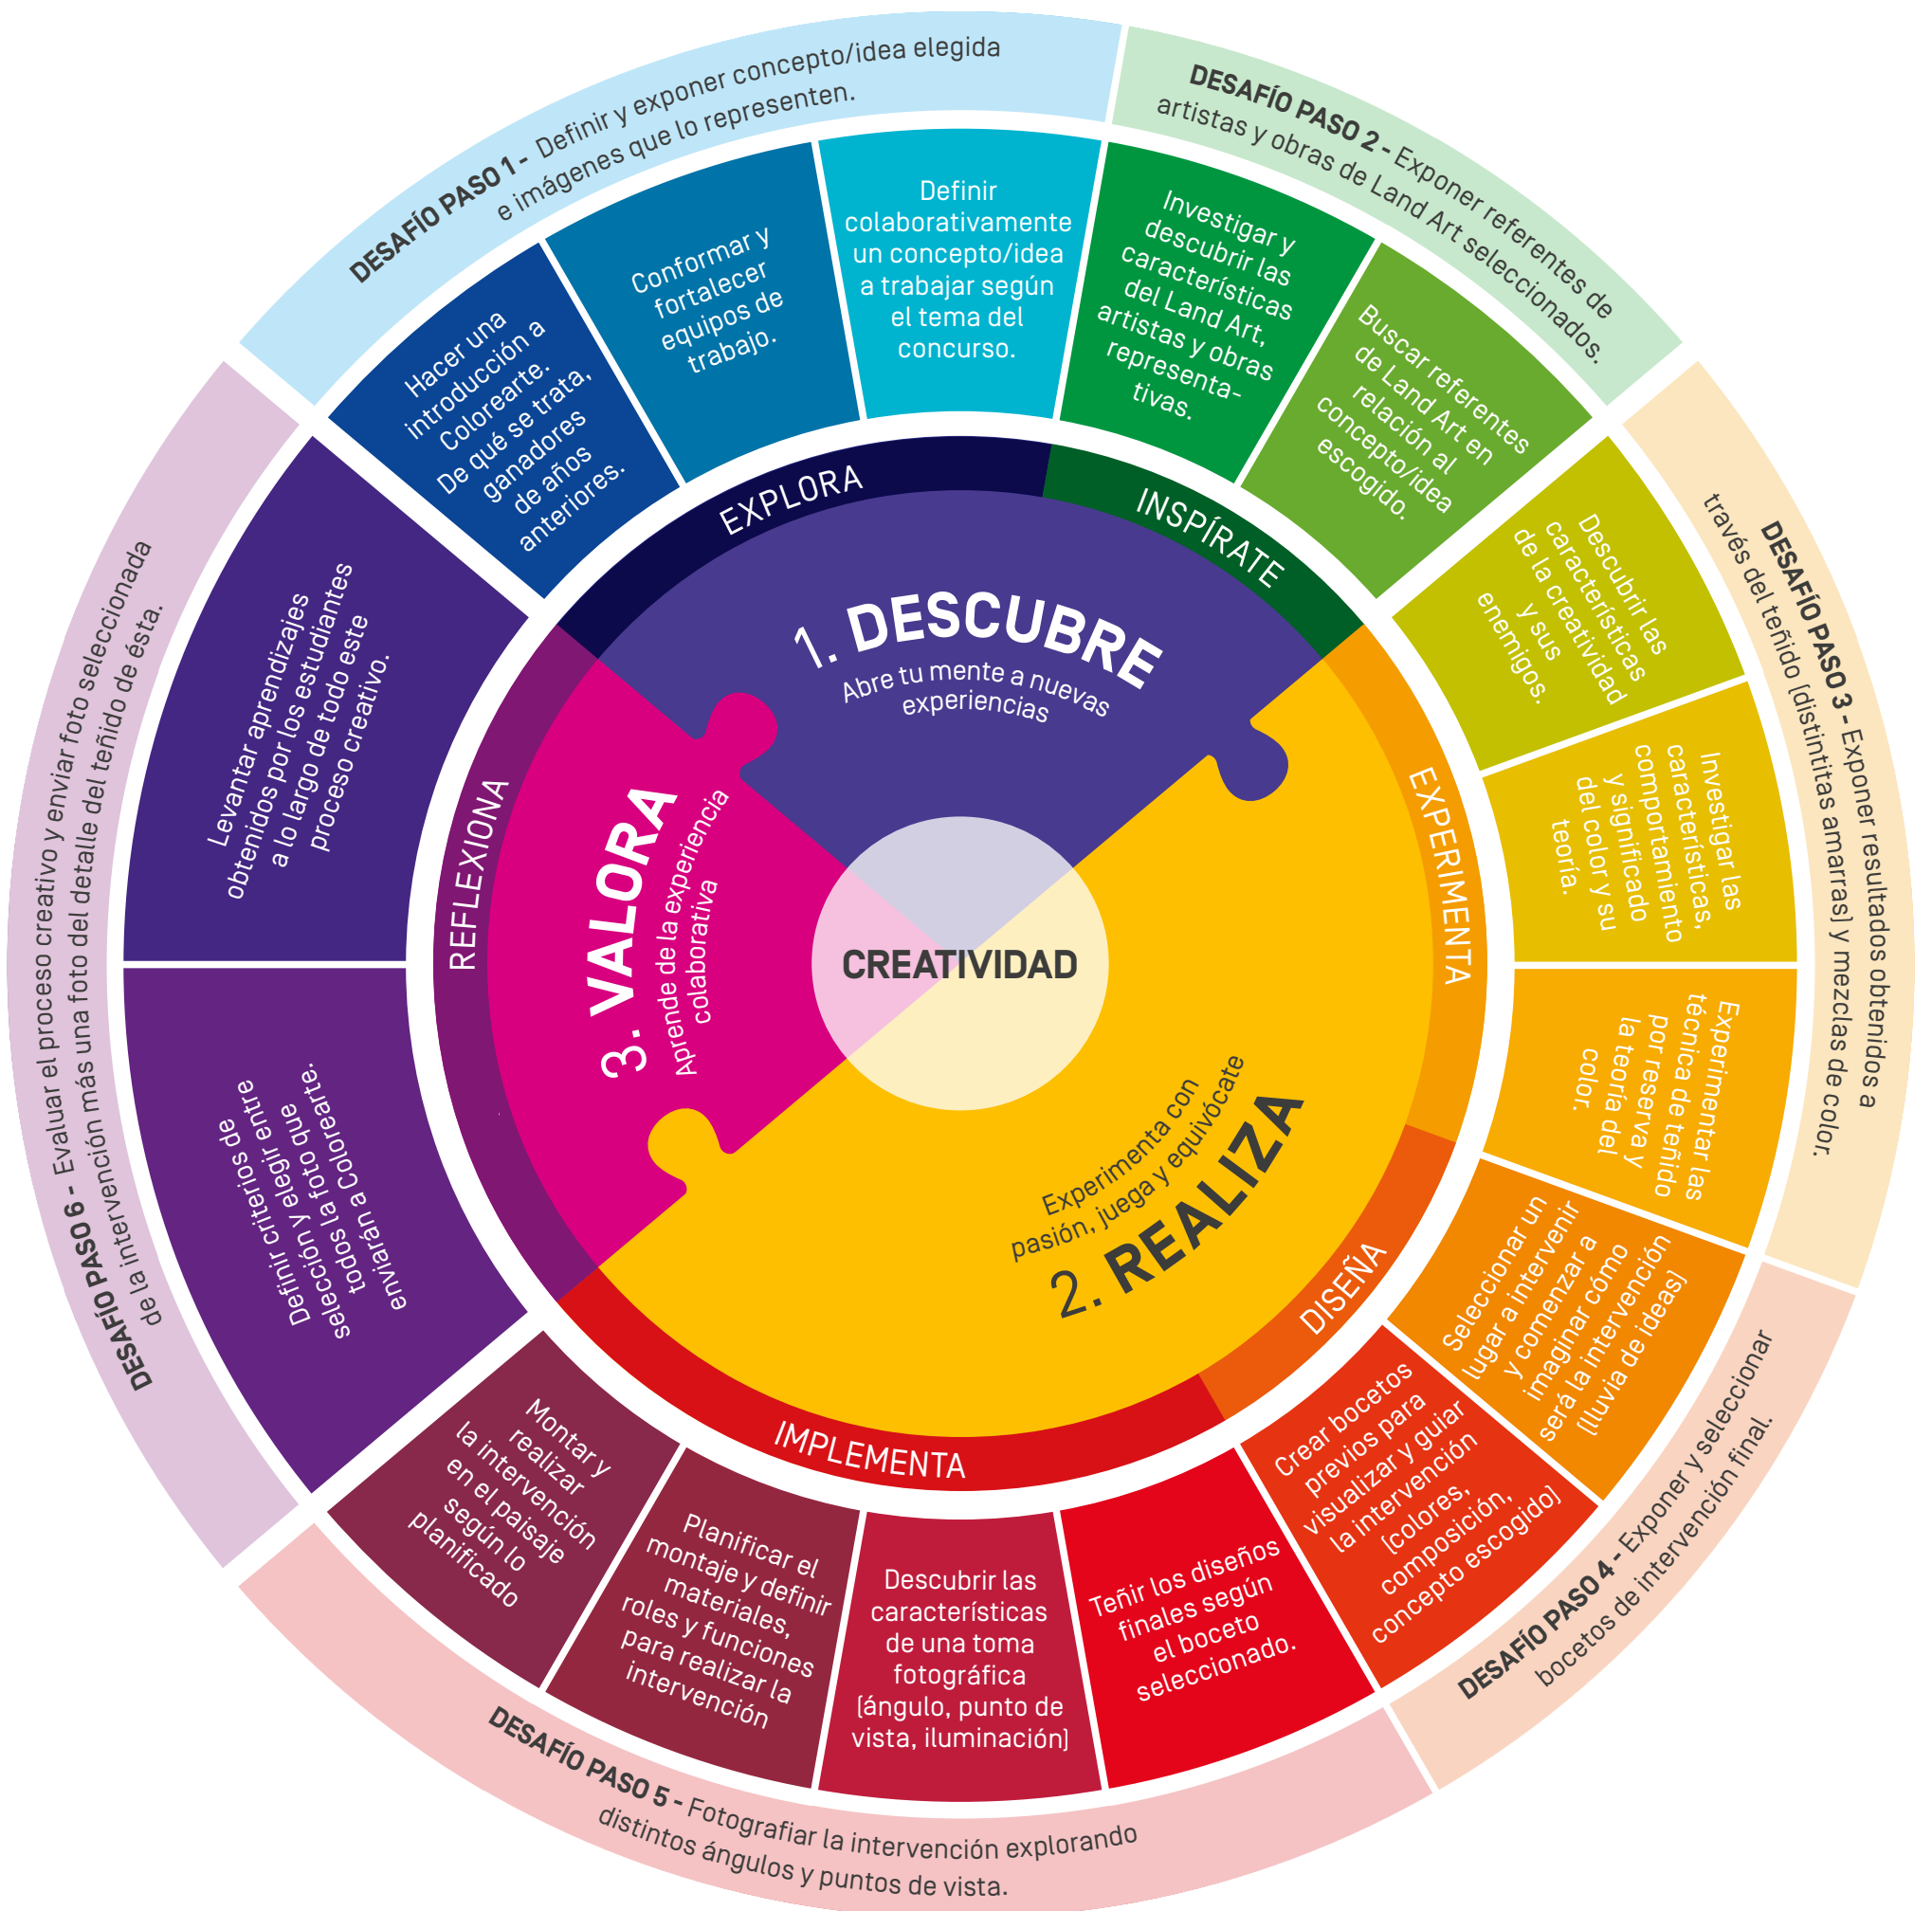 CREATIVIDAD
1. DESCUBRE
Abre tu mente a nuevas
experiencias
EXPLORA
DESAFÍO PASO 1 - Definir y exponer concepto/idea elegida
e imágenes que lo representen.
Hacer una
introducción a
Colorearte.
De qué se trata,
ganadores
de años
anteriores.
Conformar y
fortalecer
equipos de
trabajo.
Definir
colaborativamente
un concepto/idea
a trabajar según
el tema del
concurso.
INSPÍRATE
DESAFÍO PASO 2 - Exponer referentes de
artistas y obras de Land Art seleccionados.
Investigar y
descubrir las
características
del Land Art,
artistas y obras
representa-
tivas.
Buscar referentes
de Land Art en
relación al
concepto/idea
escogido.
2. REALIZA
Experimenta con
pasión, juega y equivócate
EXPERIMENTA
DESAFÍO PASO 3 - Exponer resultados obtenidos a
través del teñido (distintitas amarras) y mezclas de color.
Descubrir las
características
de la creatividad
y sus
enemigos.
Investigar las
características,
comportamiento
y significado
del color y su
teoría.
Experimentar las
técnica de teñido
por reserva y
la teoría del
color.
DISEÑA
DESAFÍO PASO 4 - Exponer y seleccionar
bocetos de intervención final.
Seleccionar un
lugar a intervenir
y comenzar a
imaginar cómo
será la intervención
(lluvia de ideas)
Crear bocetos
previos para
visualizar y guiar
la intervención
(colores,
composición,
concepto escogido)
IMPLEMENTA
DESAFÍO PASO 5 - Fotografiar la intervención explorando
distintos ángulos y puntos de vista.
Teñir los diseños
finales según
el boceto
seleccionado.
Descubrir las
características
de una toma
fotográfica
(ángulo, punto de
vista, iluminación)
Planificar el
montaje y definir
materiales,
roles y funciones
para realizar la
intervención
Montar y
realizar
la intervención
en el paisaje
según lo
planificado
3. VALORA
Aprende de la experiencia
colaborativa
REFLEXIONA
DESAFÍO PASO 6 - Evaluar el proceso creativo y enviar foto seleccionada
de la intervención más una foto del detalle del teñido de ésta.
Definir criterios de
selección y elegir entre
todos la foto que
enviarán a Colorearte.
Levantar aprendizajes
obtenidos por los estudiantes
a lo largo de todo este
proceso creativo.